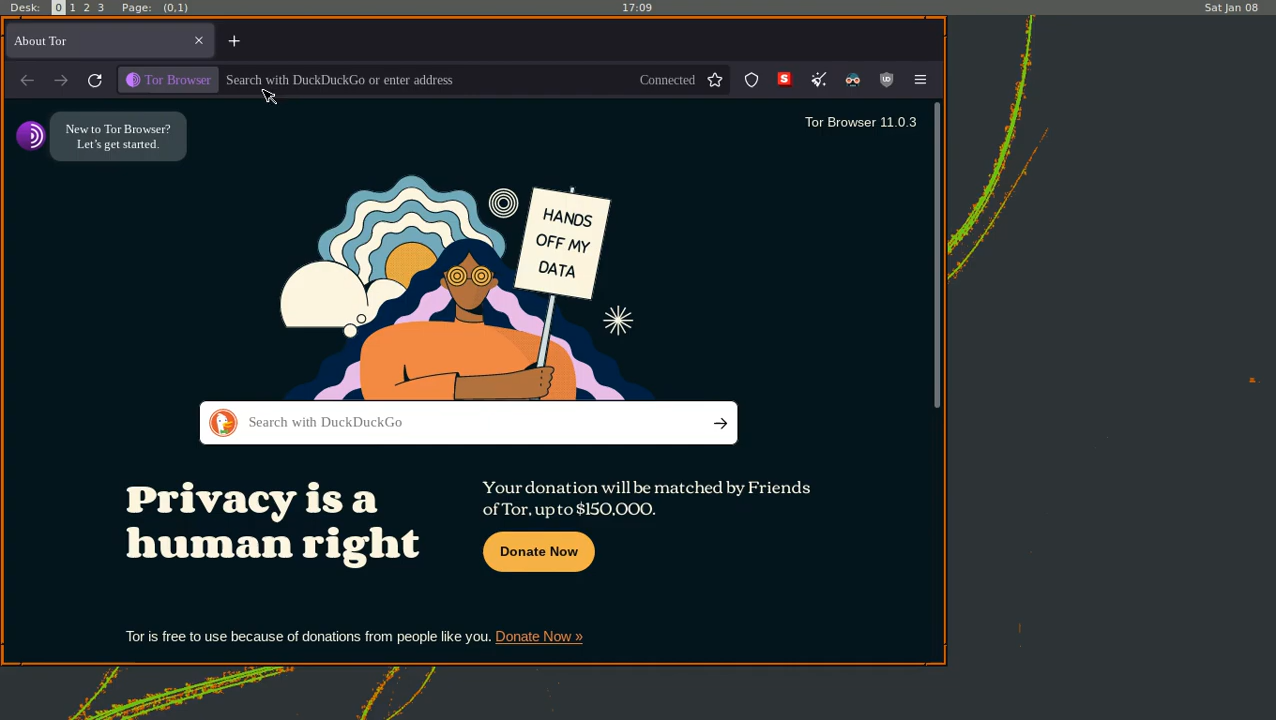 Desk: 0 1 2 3 Page: (0,1) 17:09 Sat Jan 08
About Tor
Tor Browser Search with DuckDuckGo or enter address Connected S UD
New to Tor Browser?
Let's get started.
Tor Browser 11.0.3
HANDS
OFF MY
DATA
Search with DuckDuckGo
Privacy is a
human right
Your donation will be matched by Friends
of Tor, up to $150,000.
Donate Now
Tor is free to use because of donations from people like you. Donate Now »